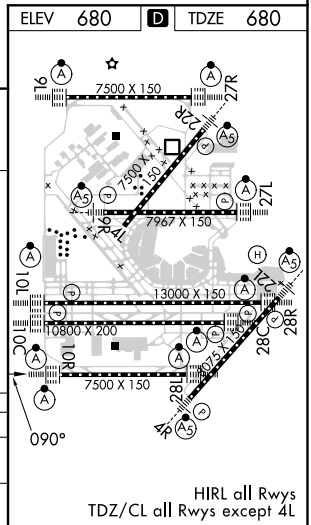 ELEV 680 D TDZE 680
A A
9L 7500 X 150 27R
22R
A5
7500 X 150
P
A5 P P A
9R 4L 7967 X 150 27L
H
A 22L A5
10L P 13000 X 150 A 28R
P 10800 X 200 A P 28C P
10C
A 10R A 8075 X 150
7500 X 150 28L
A P
090° 4R A5
HIRL all Rwys
TDZ/CL all Rwys except 4L